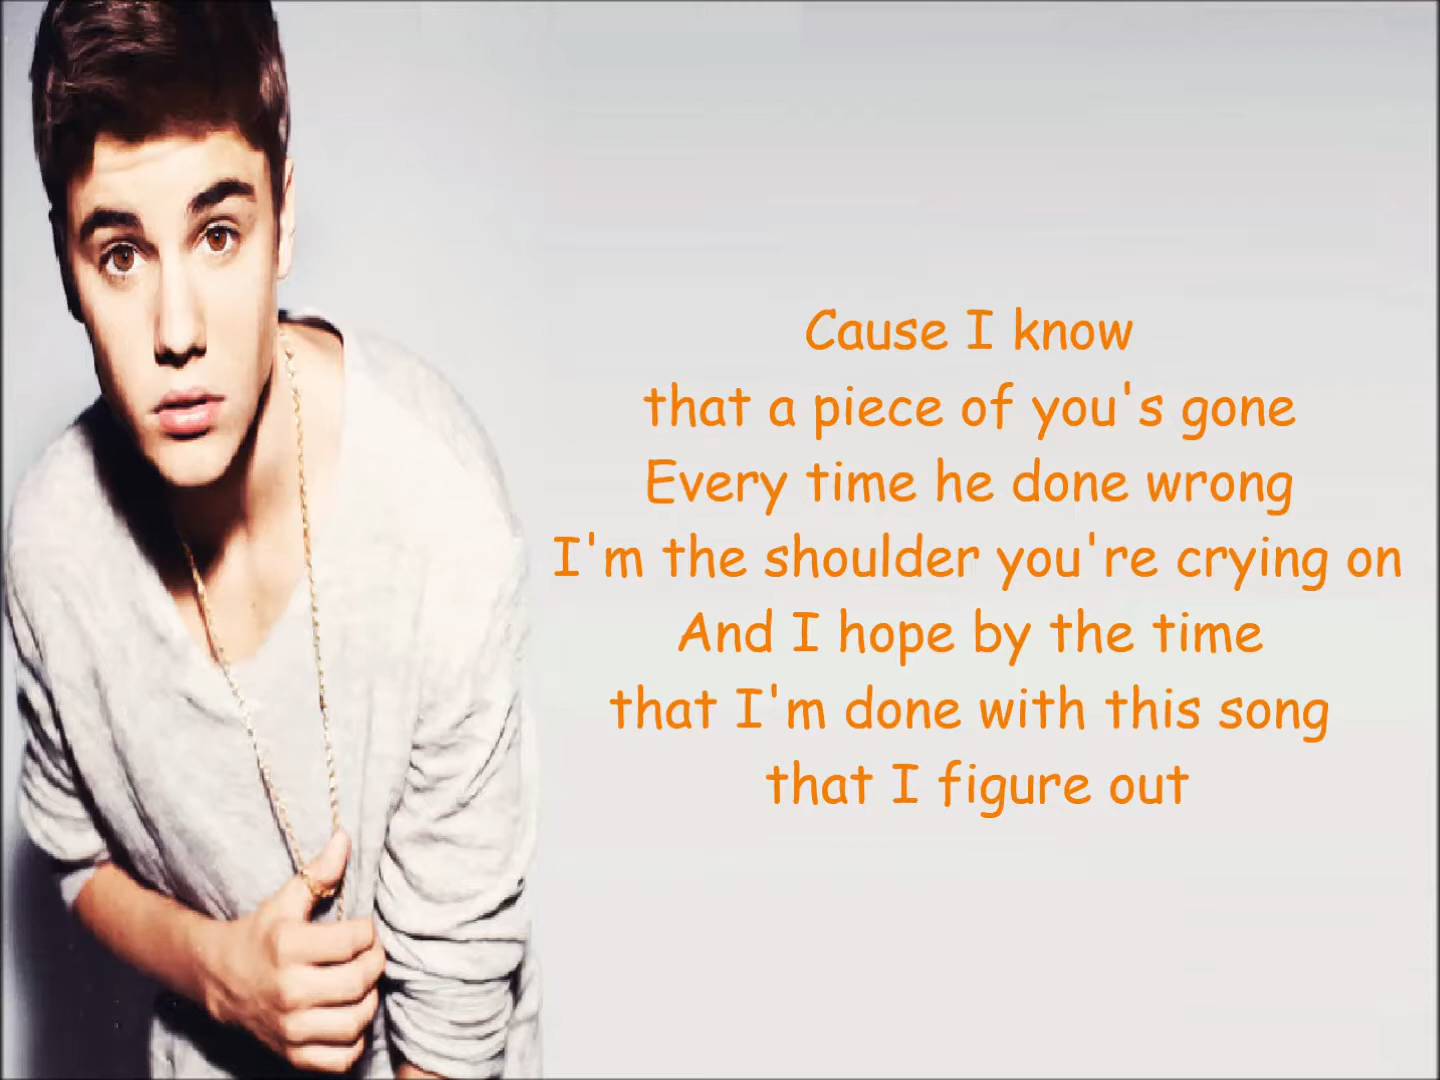 Cause I know
that a piece of you's gone
Every time he done wrong
I'm the shoulder you're crying on
And I hope by the time
that I'm done with this song
that I figure out